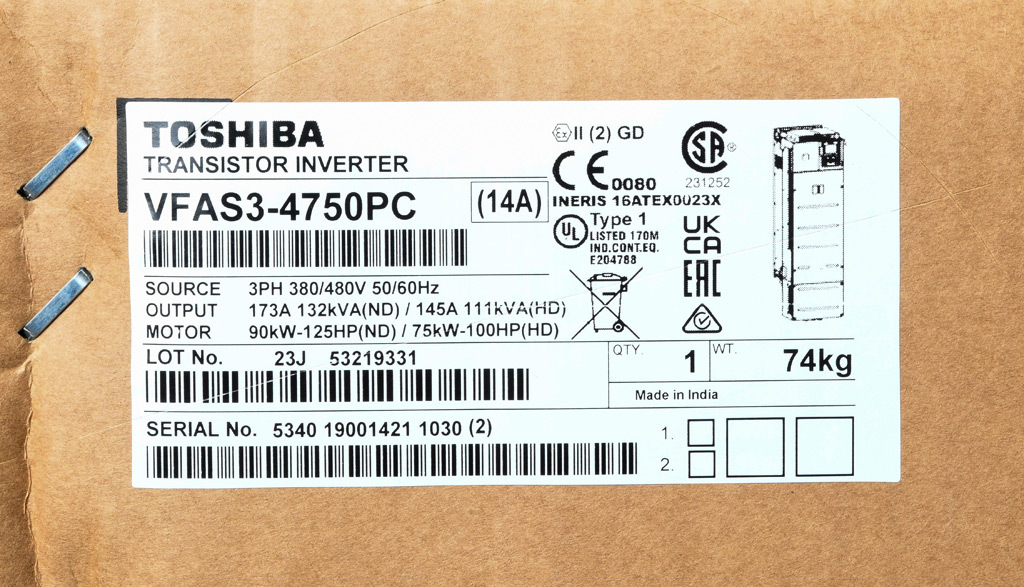 TOSHIBA
TRANSISTOR INVERTER
VFAS3-4750PC (14A)
SOURCE 3PH 380/480V 50/60Hz
OUTPUT 173A 132kVA(ND) / 145A 111kVA(HD)
MOTOR 90kW-125HP(ND) / 75kW-100HP(HD)
LOT No. 23J 53219331
SERIAL No. 5340 19001421 1030 (2)
Ex II (2) GD
CE 0080
INERIS 16ATEX0023X
UL Type 1
LISTED 170M
IND.CONT.EQ.
E204788
SA
231252
UK
CA
EAC
QTY. 1 WT. 74kg
Made in India
1.
2.